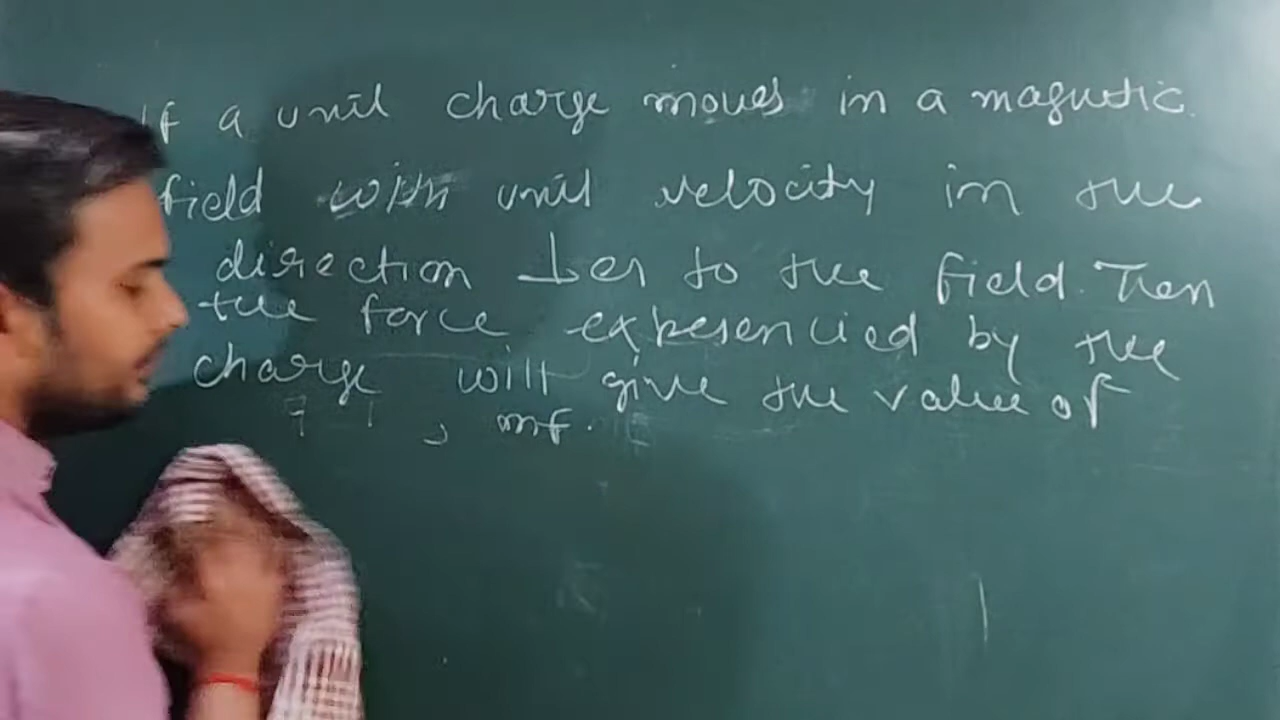 If a unit charge moves in a magnetic
field with unit velocity in the
direction ⊥er to the field. Then
the force experiencied by the
charge will give the value of
mf.